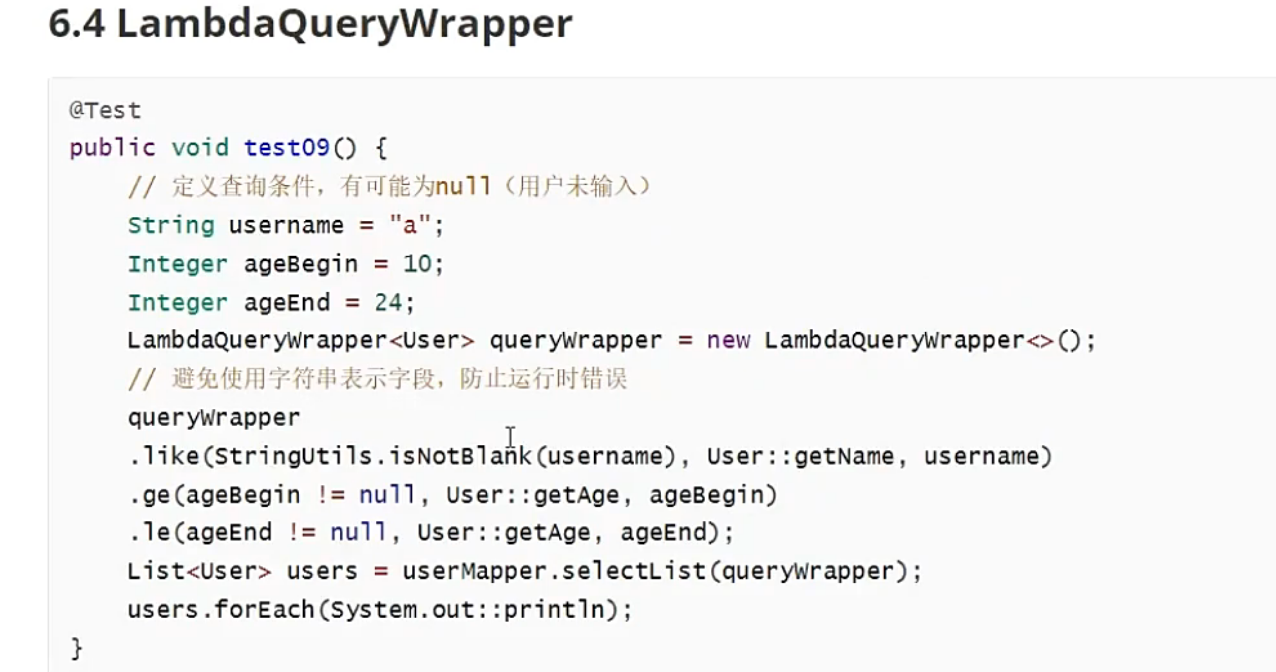 6.4 LambdaQueryWrapper
@Test
public void test09() {
// 定义查询条件，有可能为null（用户未输入）
String username = "a";
Integer ageBegin = 10;
Integer ageEnd = 24;
LambdaQueryWrapper<User> queryWrapper = new LambdaQueryWrapper<>();
// 避免使用字符串表示字段，防止运行时错误
queryWrapper
.like(StringUtils.isNotBlank(username), User::getName, username)
.ge(ageBegin != null, User::getAge, ageBegin)
.le(ageEnd != null, User::getAge, ageEnd);
List<User> users = userMapper.selectList(queryWrapper);
users.forEach(System.out::println);
}